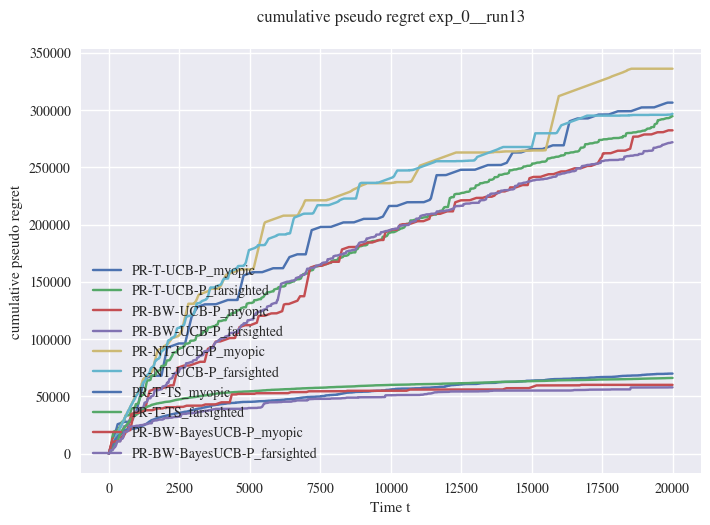 cumulative pseudo regret exp_0__run13
350000
300000
250000
200000
150000
100000
50000
0
cumulative pseudo regret
PR-T-UCB-P_myopic
PR-T-UCB-P_farsighted
PR-BW-UCB-P_myopic
PR-BW-UCB-P_farsighted
PR-NT-UCB-P_myopic
PR-NT-UCB-P_farsighted
PR-T-TS_myopic
PR-T-TS_farsighted
PR-BW-BayesUCB-P_myopic
PR-BW-BayesUCB-P_farsighted
0 2500 5000 7500 10000 12500 15000 17500 20000
Time t